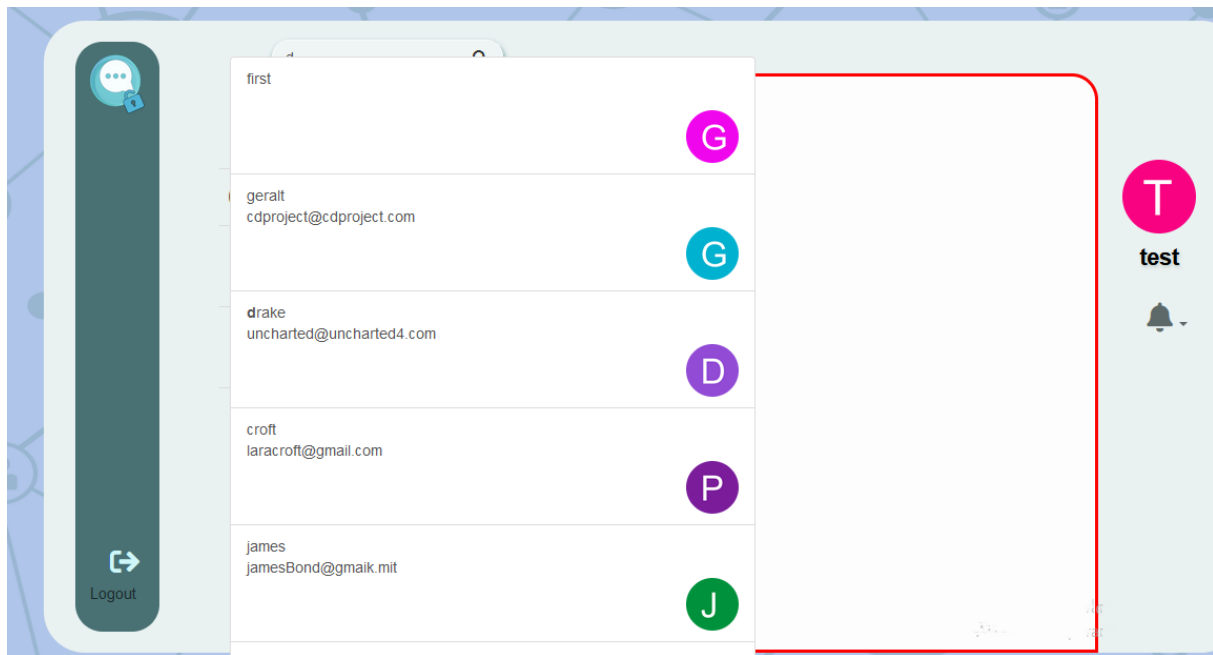 first
G
geralt
cdproject@cdproject.com
G
drake
uncharted@uncharted4.com
D
croft
laracroft@gmail.com
P
james
jamesBond@gmaik.mit
J
T
test
Logout